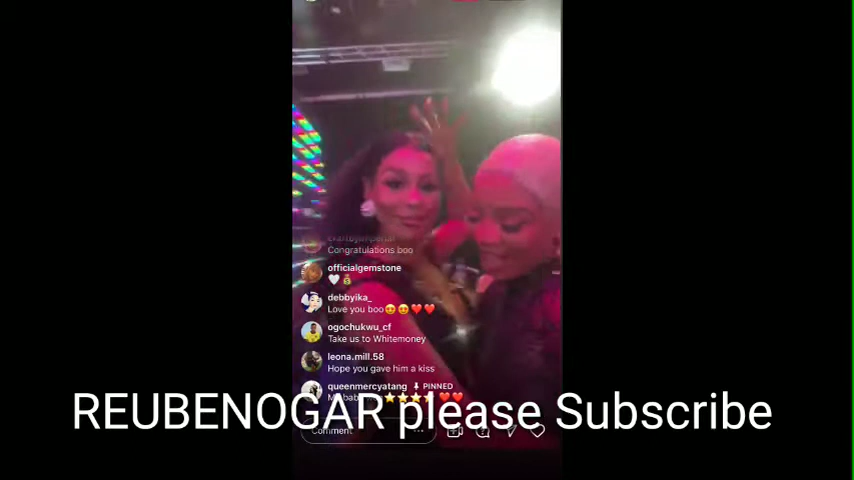 Congratulations boo
officialgemstone
🤍💰
debbyika_
Love you boo😍😍❤️❤️
ogochukwu_cf
Take us to Whitemoney
leona.mill.58
Hope you gave him a kiss
queenmercyatang PINNED
REUBENOGAR please Subscribe
Comment